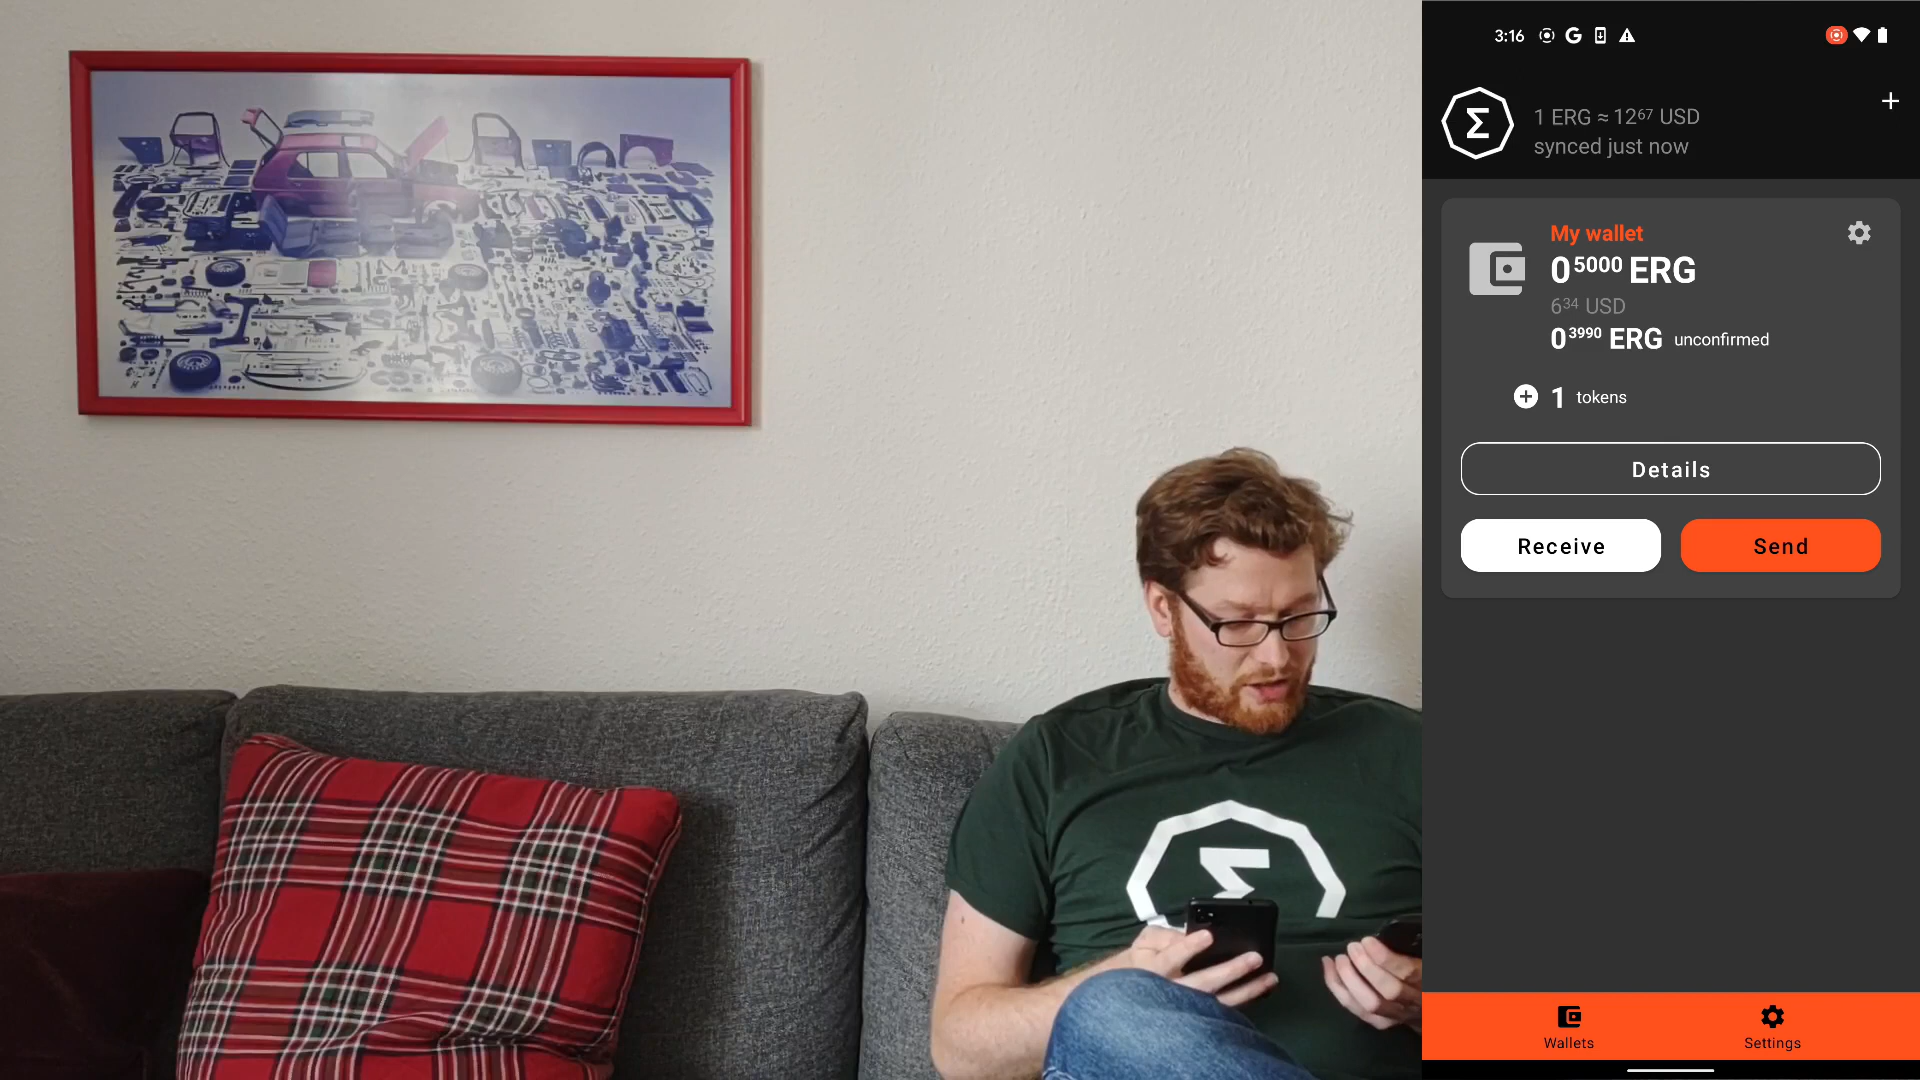 3:16
1 ERG ≈ 12⁶⁷ USD
synced just now
My wallet
0⁵⁰⁰⁰ ERG
6³⁴ USD
0³⁹⁹⁰ ERG unconfirmed
1 tokens
Details
Receive Send
Wallets Settings